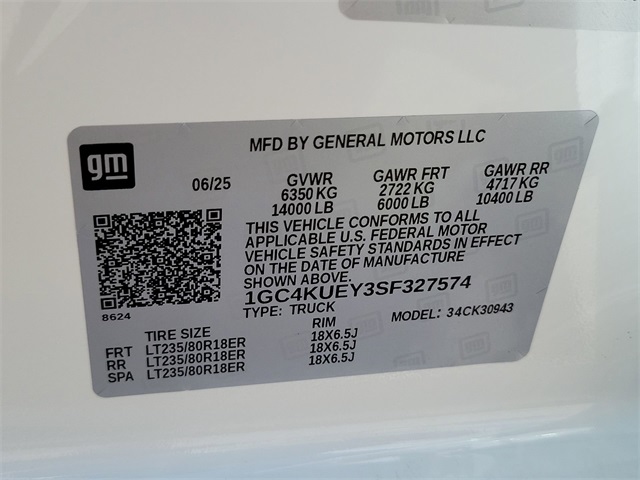 MFD BY GENERAL MOTORS LLC
gm
06/25 GVWR GAWR FRT GAWR RR
6350 KG 2722 KG 4717 KG
14000 LB 6000 LB 10400 LB
THIS VEHICLE CONFORMS TO ALL
APPLICABLE U.S. FEDERAL MOTOR
VEHICLE SAFETY STANDARDS IN EFFECT
ON THE DATE OF MANUFACTURE
SHOWN ABOVE.
1GC4KUEY3SF327574
8624
TYPE: TRUCK MODEL: 34CK30943
TIRE SIZE RIM
FRT LT235/80R18ER 18X6.5J
RR LT235/80R18ER 18X6.5J
SPA LT235/80R18ER 18X6.5J